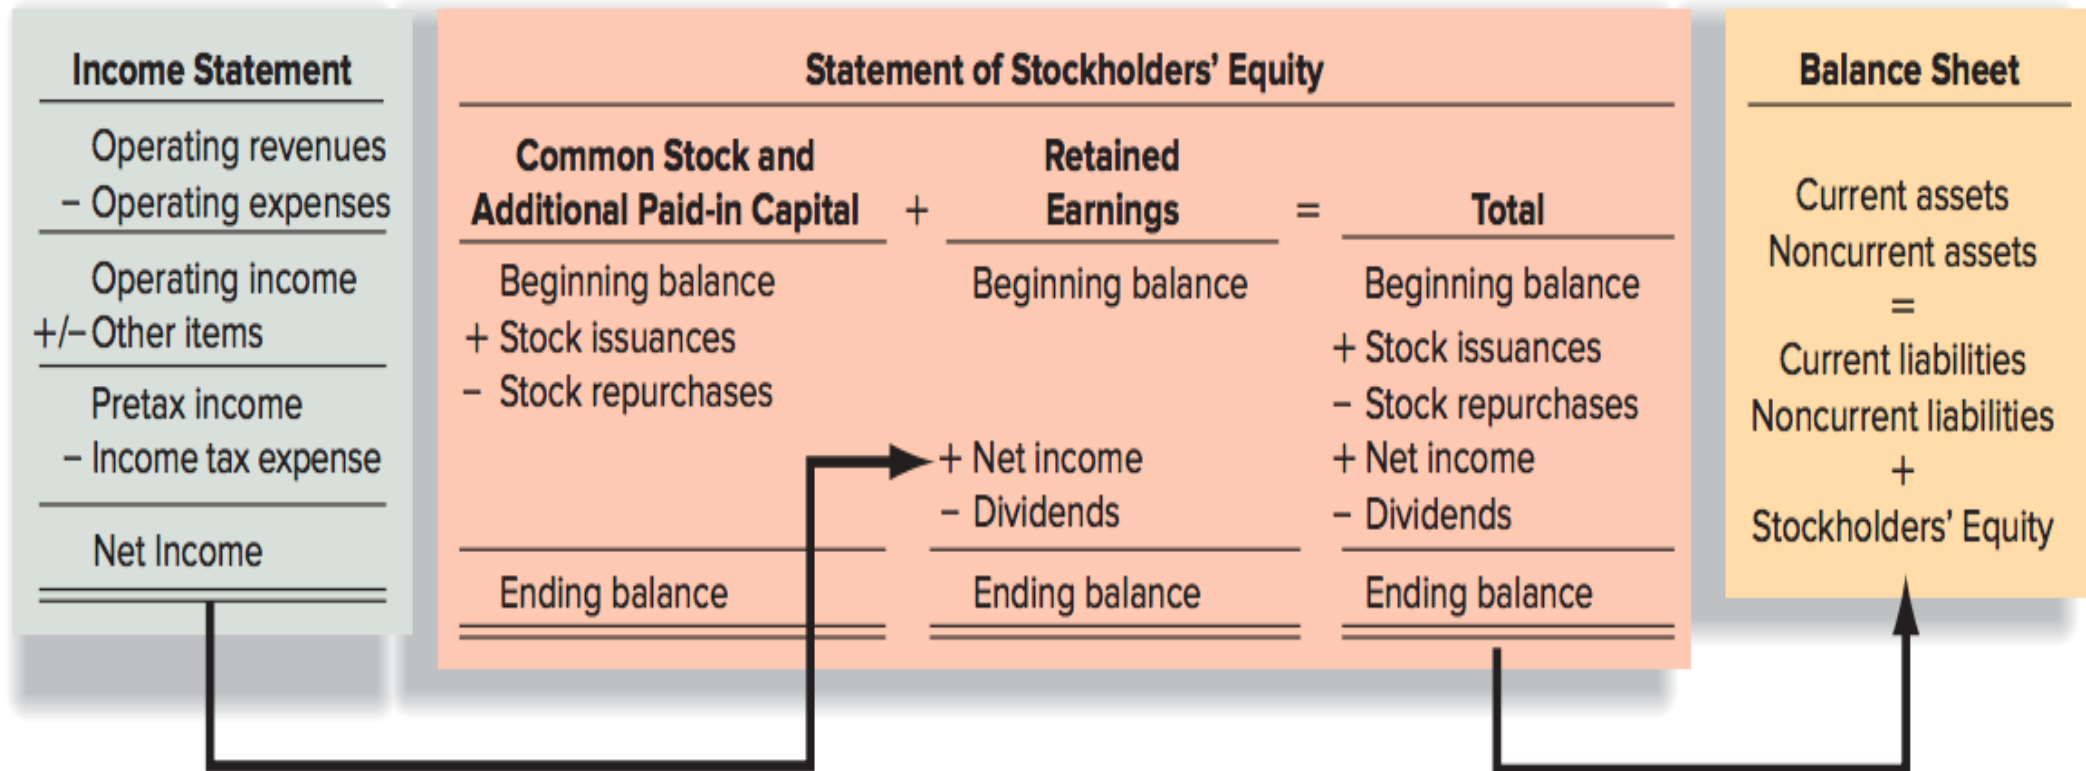 Income Statement
Operating revenues
– Operating expenses
Operating income
+/– Other items
Pretax income
– Income tax expense
Net Income
Statement of Stockholders’ Equity
Common Stock and
Additional Paid-in Capital
+
Retained
Earnings
=
Total
Beginning balance
+ Stock issuances
– Stock repurchases
Ending balance
Beginning balance
+ Net income
– Dividends
Ending balance
Beginning balance
+ Stock issuances
– Stock repurchases
+ Net income
– Dividends
Ending balance
Balance Sheet
Current assets
Noncurrent assets
=
Current liabilities
Noncurrent liabilities
+
Stockholders’ Equity